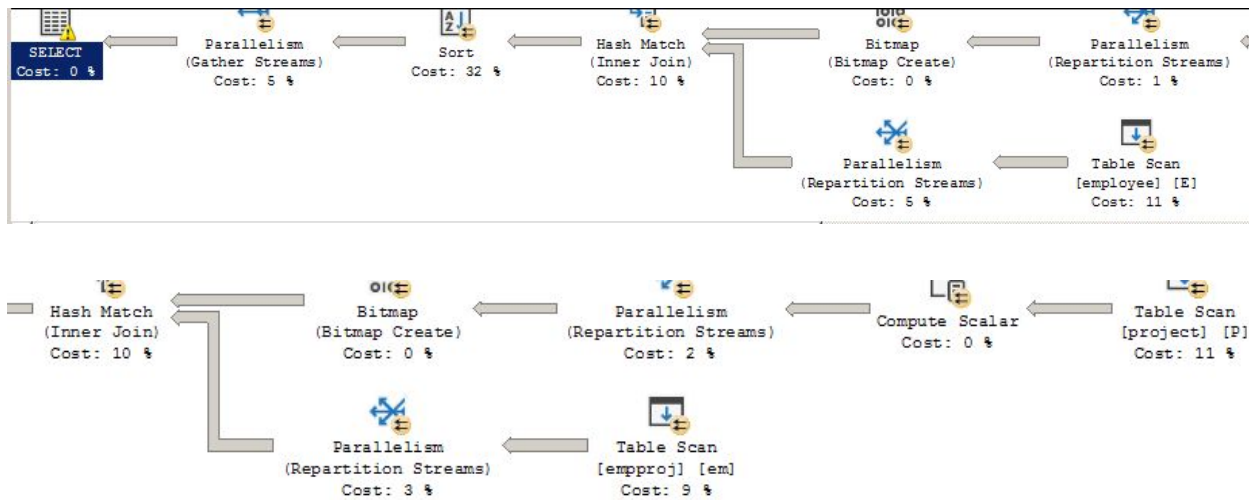 SELECT
Cost: 0 %
Parallelism
(Gather Streams)
Cost: 5 %
Sort
Cost: 32 %
Hash Match
(Inner Join)
Cost: 10 %
Bitmap
(Bitmap Create)
Cost: 0 %
Parallelism
(Repartition Streams)
Cost: 1 %
Parallelism
(Repartition Streams)
Cost: 5 %
Table Scan
[employee] [E]
Cost: 11 %
Hash Match
(Inner Join)
Cost: 10 %
Bitmap
(Bitmap Create)
Cost: 0 %
Parallelism
(Repartition Streams)
Cost: 2 %
Compute Scalar
Cost: 0 %
Table Scan
[project] [P]
Cost: 11 %
Parallelism
(Repartition Streams)
Cost: 3 %
Table Scan
[empproj] [em]
Cost: 9 %